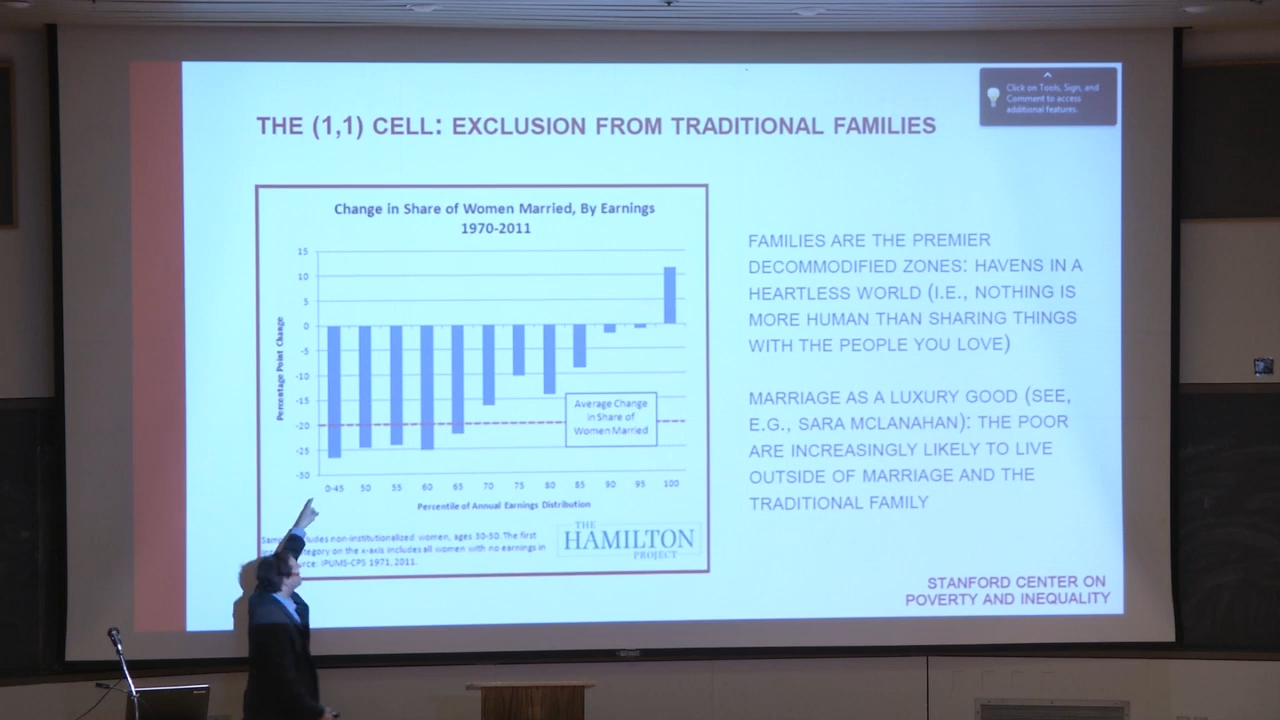 Click on Tools, Sign, and
Comment to access
additional features.
THE (1,1) CELL: EXCLUSION FROM TRADITIONAL FAMILIES
Change in Share of Women Married, By Earnings
1970-2011
15
10
5
0
-5
-10
-15
-20
-25
-30
Percentage Point Change
Average Change
in Share of
Women Married
0-45 50 55 60 65 70 75 80 85 90 95 100
Percentile of Annual Earnings Distribution
non-institutionalized women, ages 30-50. The first
on the x-axis includes all women with no earnings in
IPUMS-CPS 1971, 2011.
THE
HAMILTON
PROJECT
FAMILIES ARE THE PREMIER
DECOMMODIFIED ZONES: HAVENS IN A
HEARTLESS WORLD (I.E., NOTHING IS
MORE HUMAN THAN SHARING THINGS
WITH THE PEOPLE YOU LOVE)
MARRIAGE AS A LUXURY GOOD (SEE,
E.G., SARA MCLANAHAN): THE POOR
ARE INCREASINGLY LIKELY TO LIVE
OUTSIDE OF MARRIAGE AND THE
TRADITIONAL FAMILY
STANFORD CENTER ON
POVERTY AND INEQUALITY